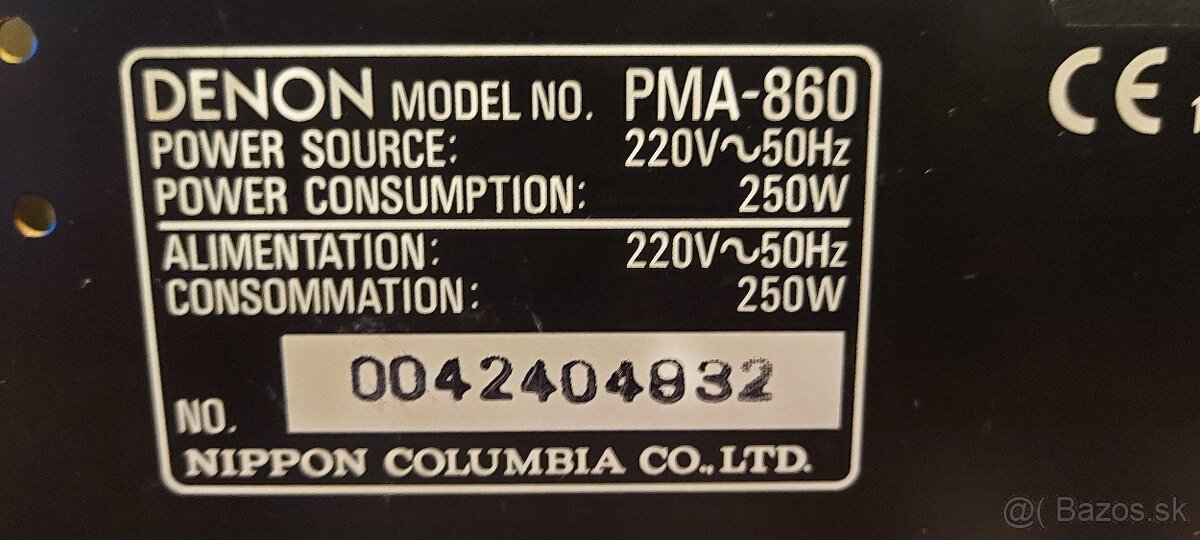 DENON MODEL NO. PMA-860
POWER SOURCE: 220V~50Hz
POWER CONSUMPTION: 250W
ALIMENTATION: 220V~50Hz
CONSOMMATION: 250W
NO. 0042404832
NIPPON COLUMBIA CO.,LTD.
CE
@( Bazos.sk